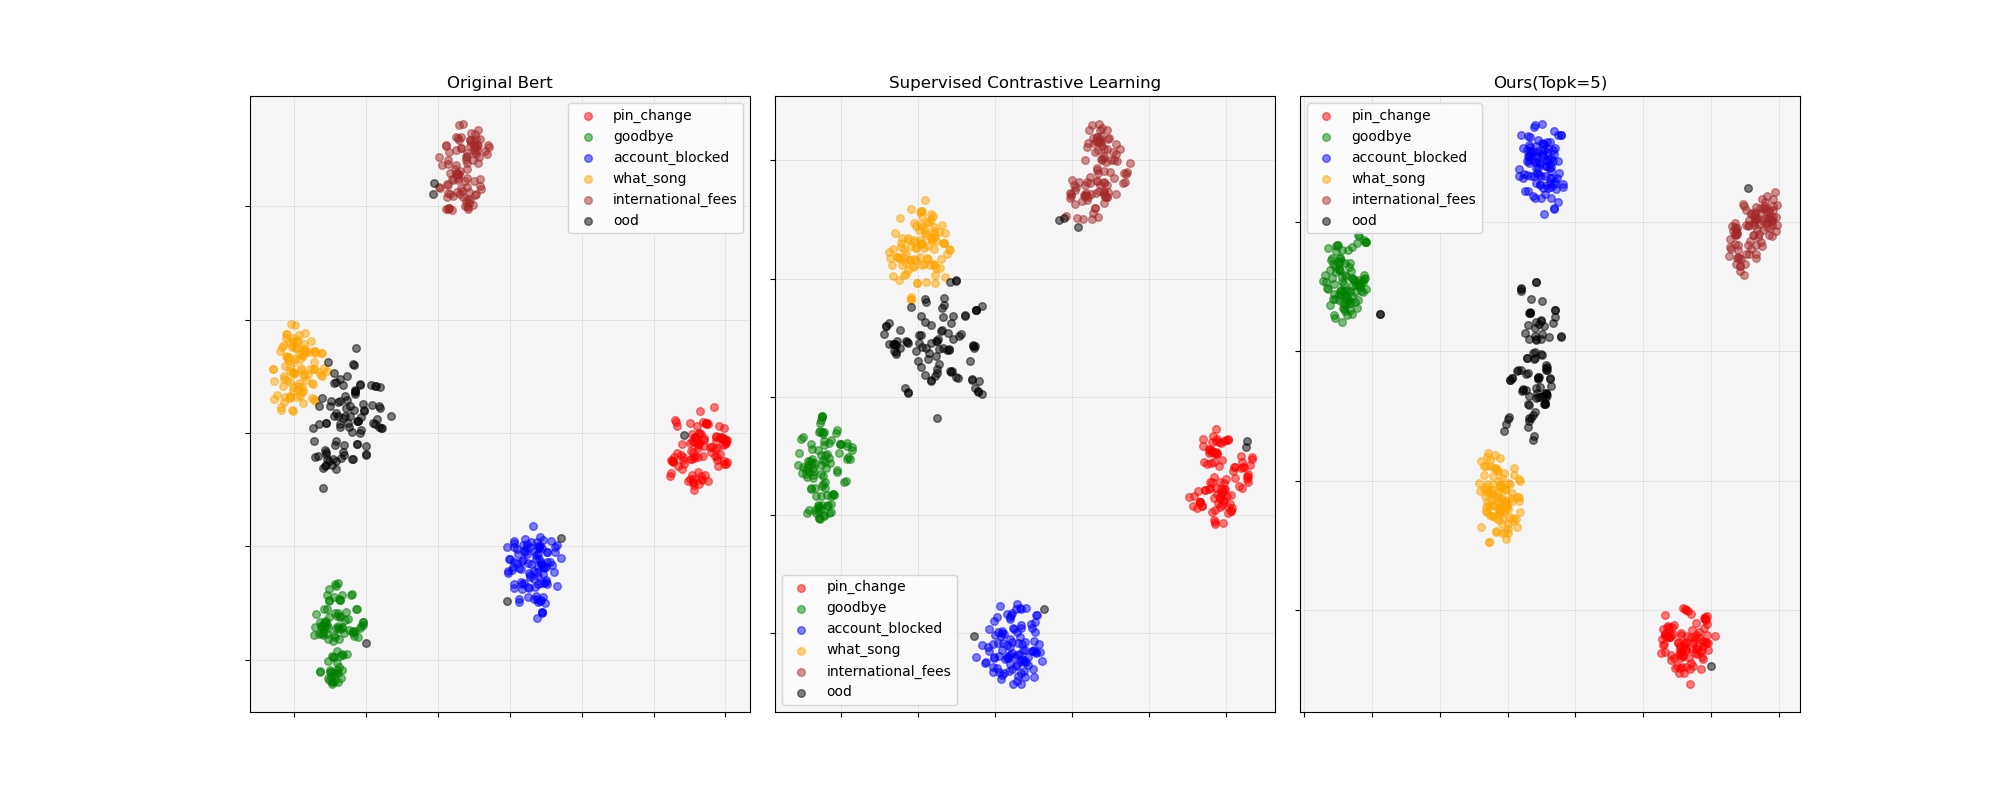 Original Bert
pin_change
goodbye
account_blocked
what_song
international_fees
ood
Supervised Contrastive Learning
pin_change
goodbye
account_blocked
what_song
international_fees
ood
Ours(Topk=5)
pin_change
goodbye
account_blocked
what_song
international_fees
ood